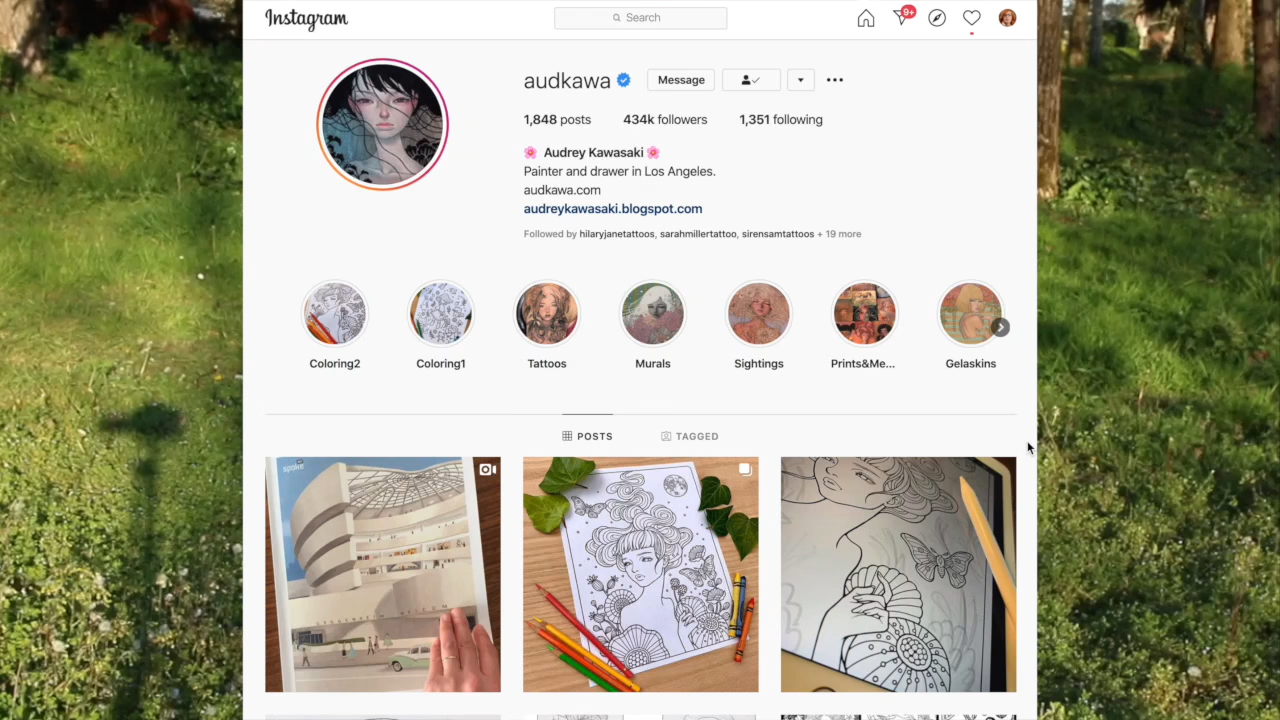 Instagram
Search
9+
audkawa
Message
1,848 posts 434k followers 1,351 following
🌸 Audrey Kawasaki 🌸
Painter and drawer in Los Angeles.
audkawa.com
audreykawasaki.blogspot.com
Followed by hilaryjanetattoos, sarahmillertattoo, sirensamtattoos + 19 more
Coloring2 Coloring1 Tattoos Murals Sightings Prints&Me... Gelaskins
POSTS TAGGED
spoke